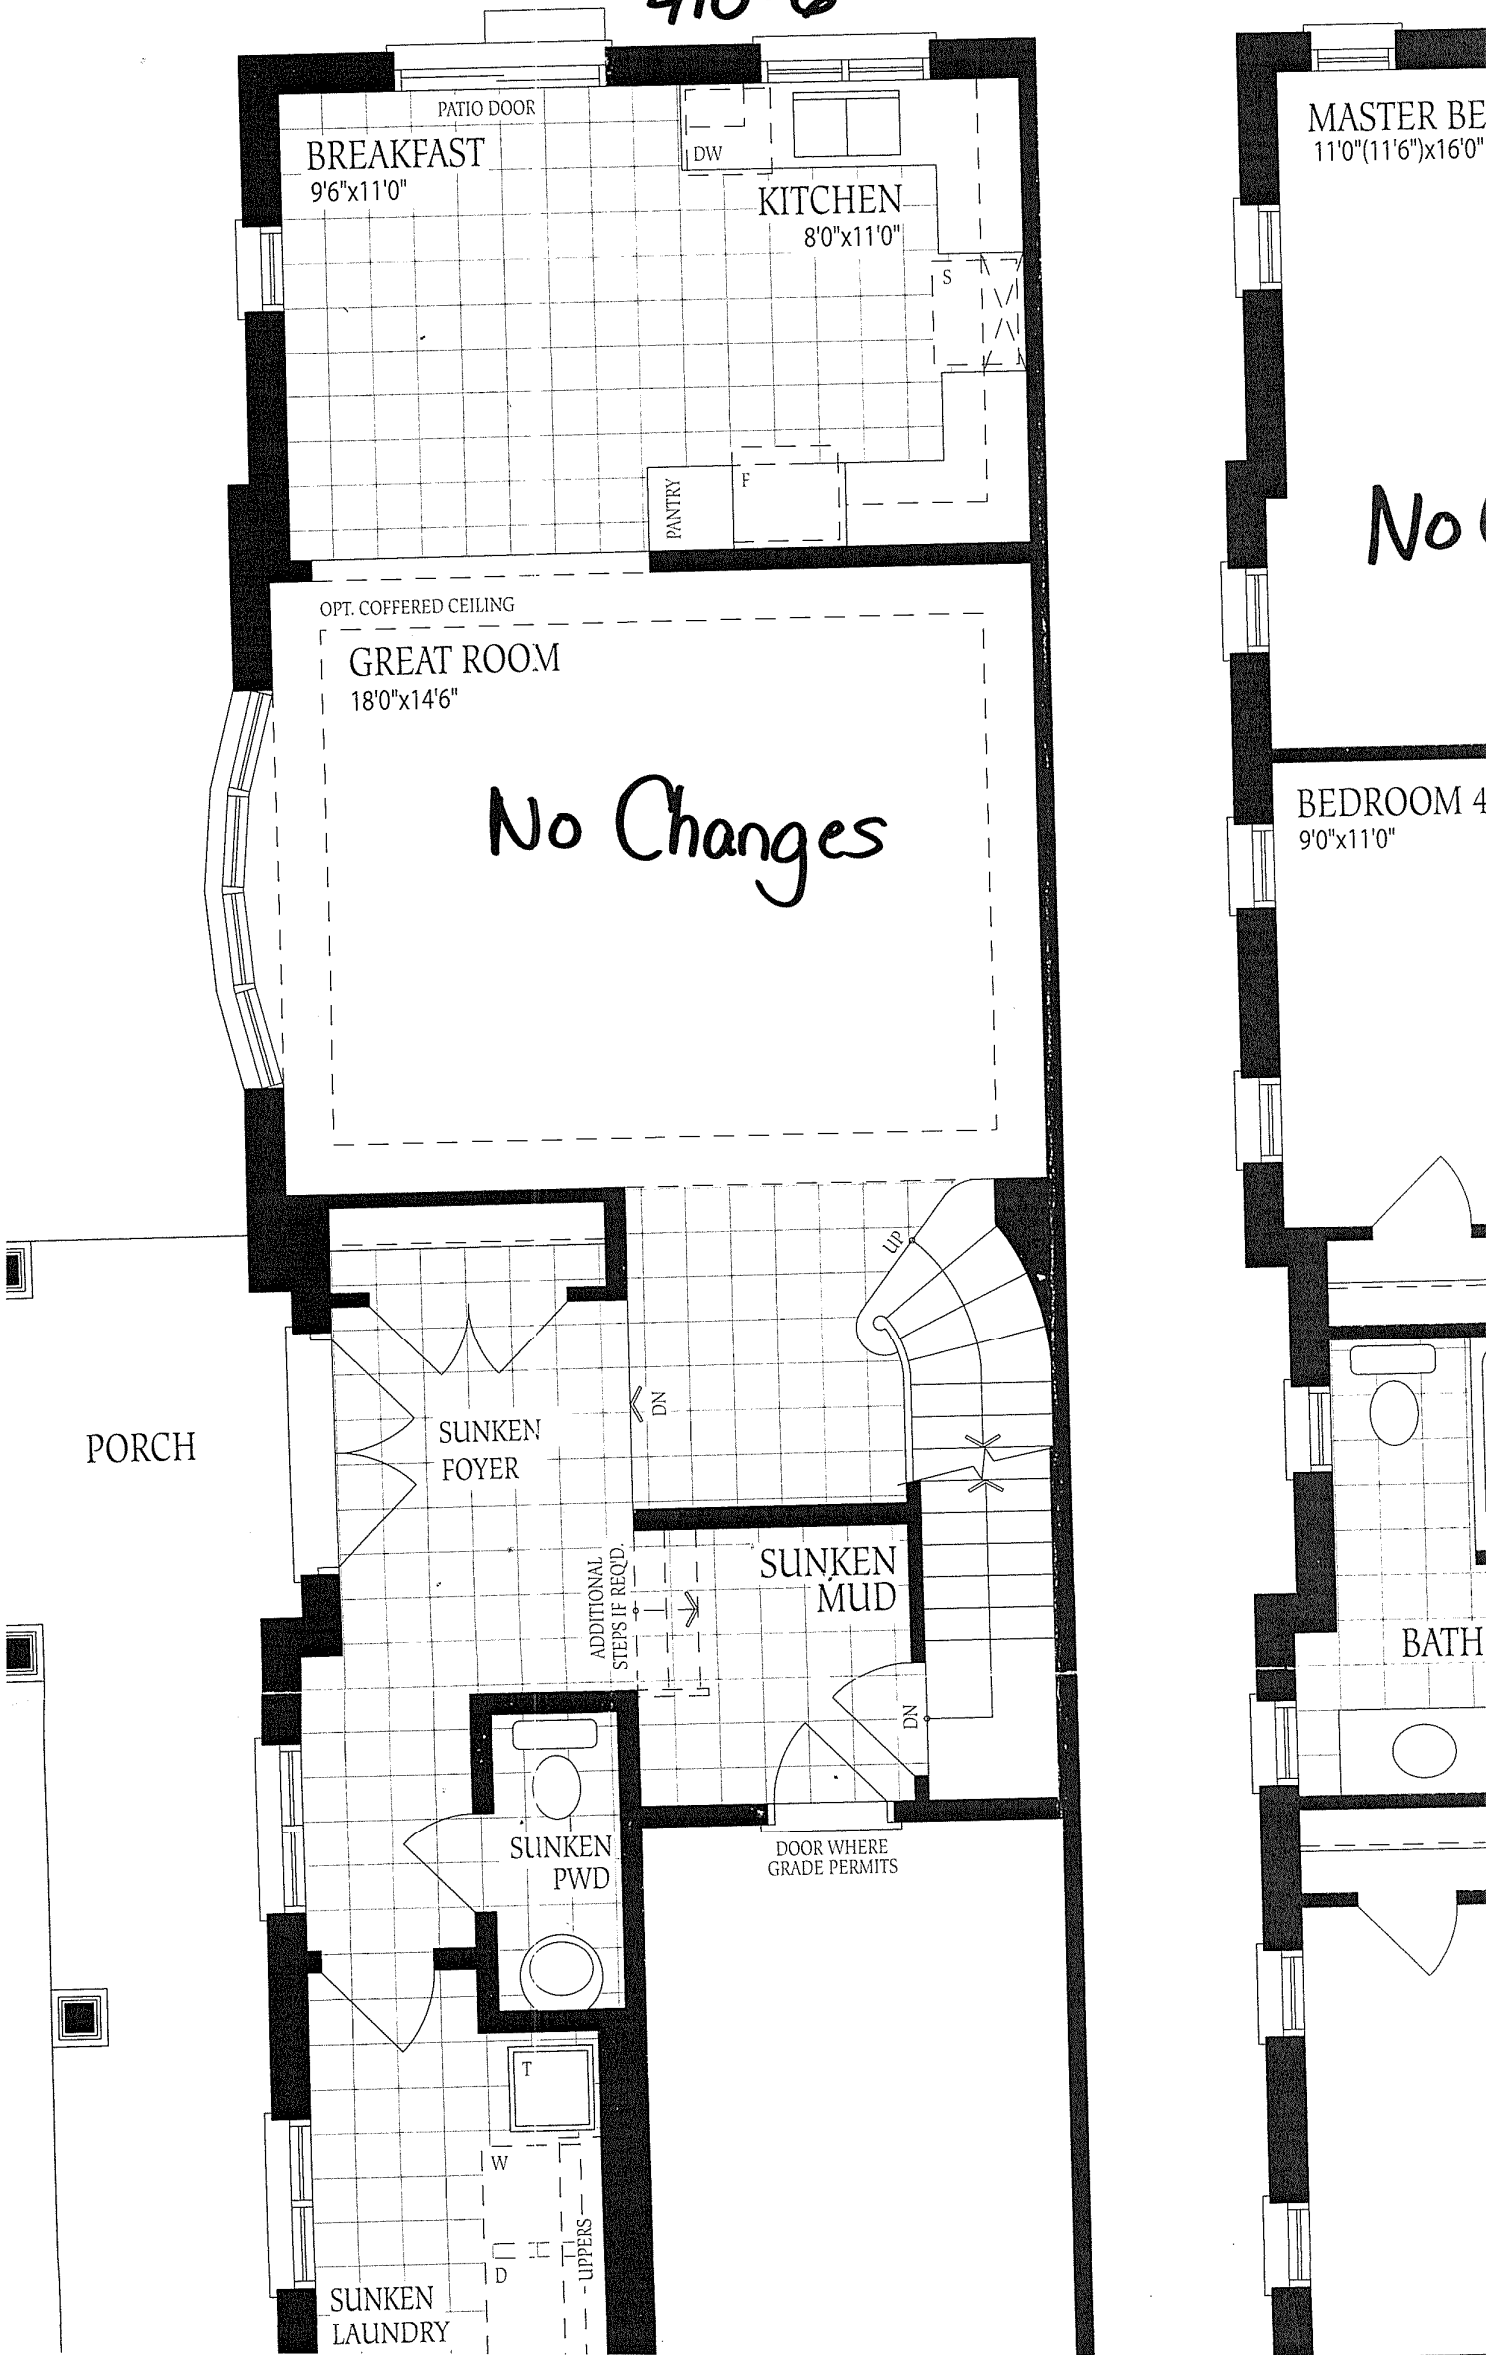 PATIO DOOR
BREAKFAST
9'6"x11'0"
DW
KITCHEN
8'0"x11'0"
S
PANTRY
F
OPT. COFFERED CEILING
GREAT ROOM
18'0"x14'6"
No Changes
UP
DN
PORCH
SUNKEN
FOYER
ADDITIONAL
STEPS IF REQ'D.
SUNKEN
MUD
DN
SUNKEN
PWD
DOOR WHERE
GRADE PERMITS
T
W
D
UPPERS
SUNKEN
LAUNDRY
MASTER BE
11'0"(11'6")x16'0"
No
BEDROOM 4
9'0"x11'0"
BATH